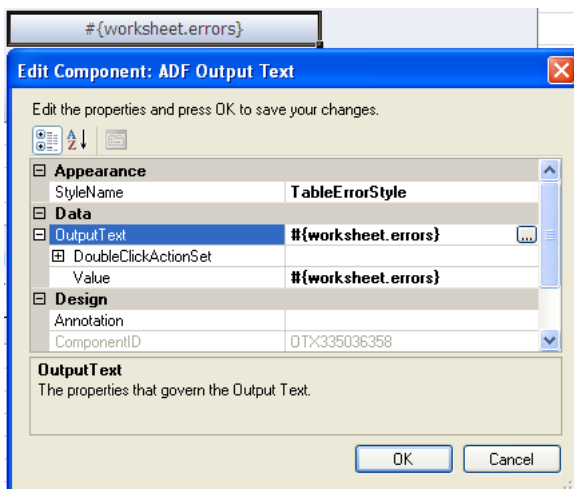 #{worksheet.errors}
Edit Component: ADF Output Text
Edit the properties and press OK to save your changes.
Appearance
StyleName TableErrorStyle
Data
OutputText #{worksheet.errors} ...
DoubleClickActionSet
Value #{worksheet.errors}
Design
Annotation
ComponentID OTX335036358
OutputText
The properties that govern the Output Text.
OK Cancel